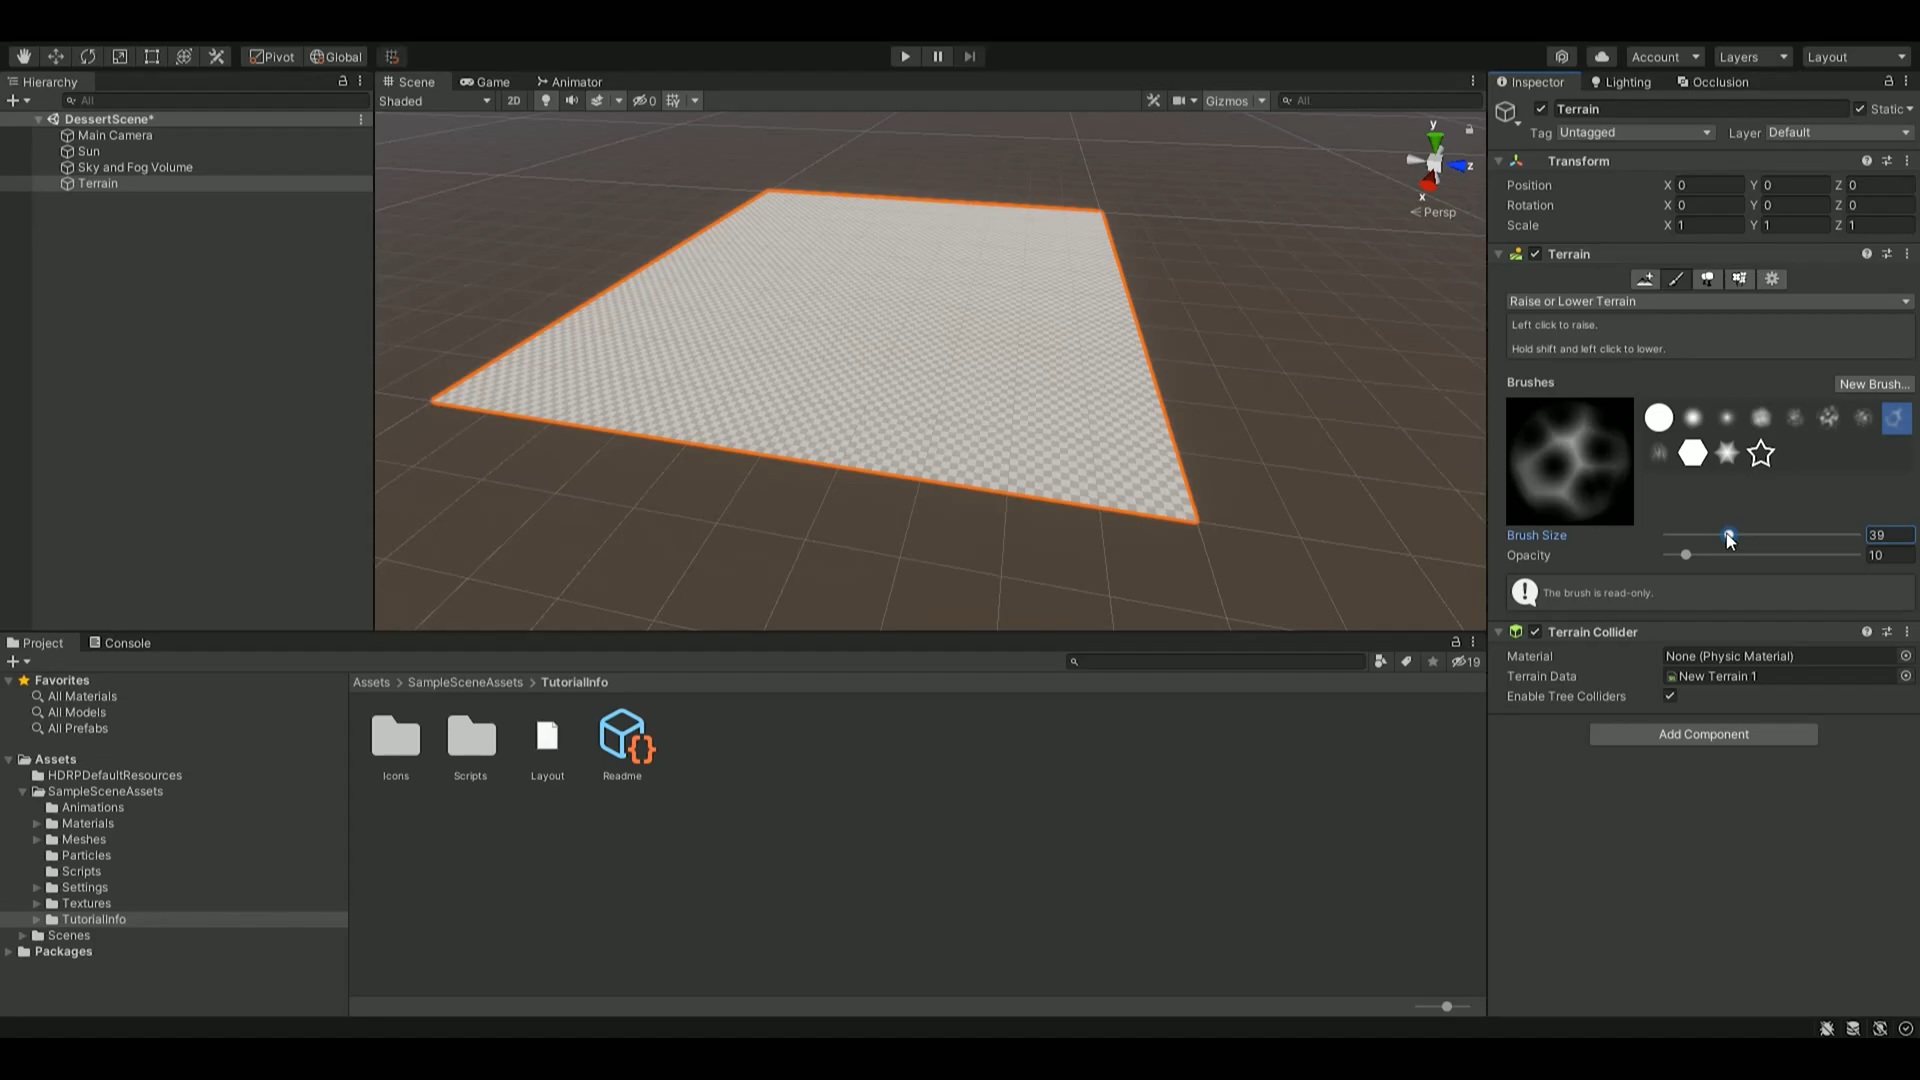 Pivot Global Account Layers Layout
Hierarchy
All
DessertScene*
Main Camera
Sun
Sky and Fog Volume
Terrain
Scene Game Animator
Shaded 2D 0 Gizmos All
y
z
x
Persp
Inspector Lighting Occlusion
Terrain Static
Tag Untagged Layer Default
Transform
Position X 0 Y 0 Z 0
Rotation X 0 Y 0 Z 0
Scale X 1 Y 1 Z 1
Terrain
Raise or Lower Terrain
Left click to raise.
Hold shift and left click to lower.
Brushes New Brush...
Brush Size 39
Opacity 10
The brush is read-only.
Terrain Collider
Material None (Physic Material)
Terrain Data New Terrain 1
Enable Tree Colliders
Add Component
Project Console
19
Favorites
All Materials
All Models
All Prefabs
Assets
HDRPDefaultResources
SampleSceneAssets
Animations
Materials
Meshes
Particles
Scripts
Settings
Textures
TutorialInfo
Scenes
Packages
Assets > SampleSceneAssets > TutorialInfo
Icons Scripts Layout Readme